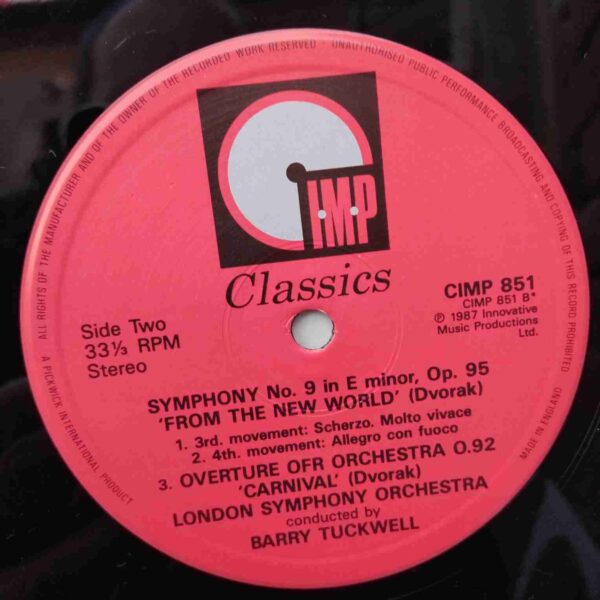 ALL RIGHTS OF THE MANUFACTURER AND OF THE OWNER OF THE RECORDED WORK RESERVED · UNAUTHORISED PUBLIC PERFORMANCE BROADCASTING AND COPYING OF THIS RECORD PROHIBITED
I·M·P
Classics
CIMP 851
CIMP 851 B*
℗ 1987 Innovative
Music Productions
Ltd.
Side Two
33⅓ RPM
Stereo
SYMPHONY No. 9 in E minor, Op. 95
'FROM THE NEW WORLD' (Dvorak)
1. 3rd. movement: Scherzo. Molto vivace
2. 4th. movement: Allegro con fuoco
3. OVERTURE OFR ORCHESTRA O.92
'CARNIVAL' (Dvorak)
LONDON SYMPHONY ORCHESTRA
conducted by
BARRY TUCKWELL
A PICKWICK INTERNATIONAL PRODUCT
MADE IN ENGLAND